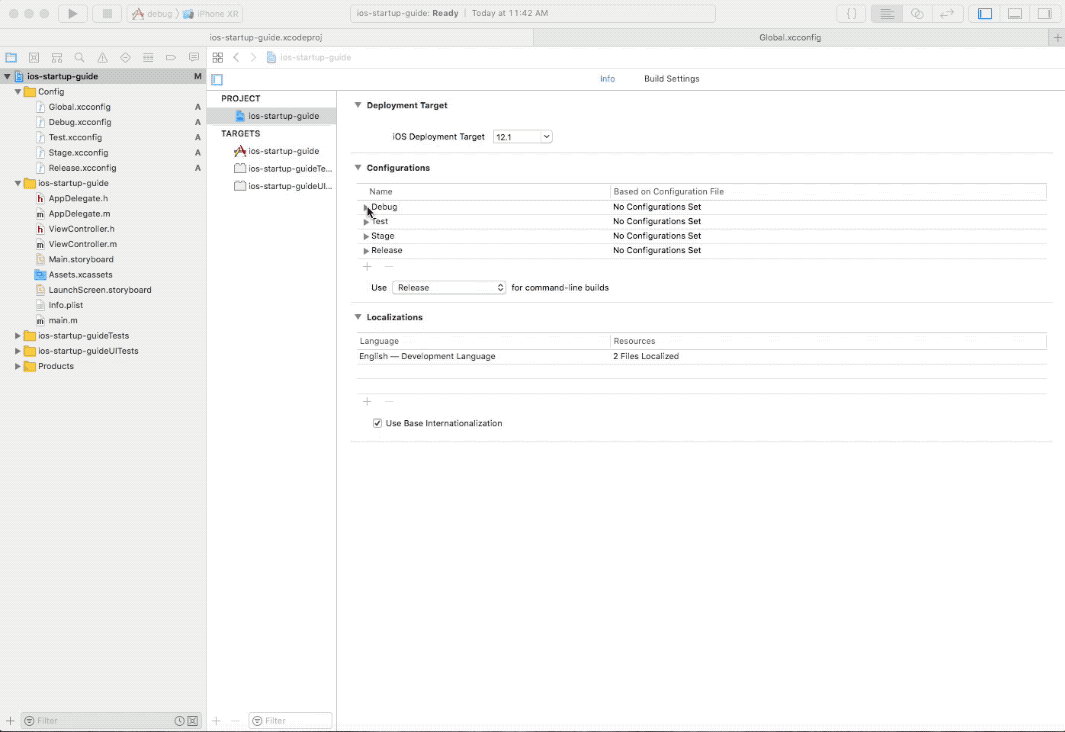 debug
iPhone XR
ios-startup-guide: Ready | Today at 11:42 AM
ios-startup-guide.xcodeproj
Global.xcconfig
ios-startup-guide M
Config
Global.xcconfig A
Debug.xcconfig A
Test.xcconfig A
Stage.xcconfig A
Release.xcconfig A
ios-startup-guide
AppDelegate.h
AppDelegate.m
ViewController.h
ViewController.m
Main.storyboard
Assets.xcassets
LaunchScreen.storyboard
Info.plist
main.m
ios-startup-guideTests
ios-startup-guideUITests
Products
Filter
ios-startup-guide
Info
Build Settings
PROJECT
ios-startup-guide
TARGETS
ios-startup-guide
ios-startup-guideTe...
ios-startup-guideUI...
Filter
Deployment Target
iOS Deployment Target 12.1
Configurations
Name Based on Configuration File
Debug No Configurations Set
Test No Configurations Set
Stage No Configurations Set
Release No Configurations Set
Use Release for command-line builds
Localizations
Language Resources
English — Development Language 2 Files Localized
Use Base Internationalization